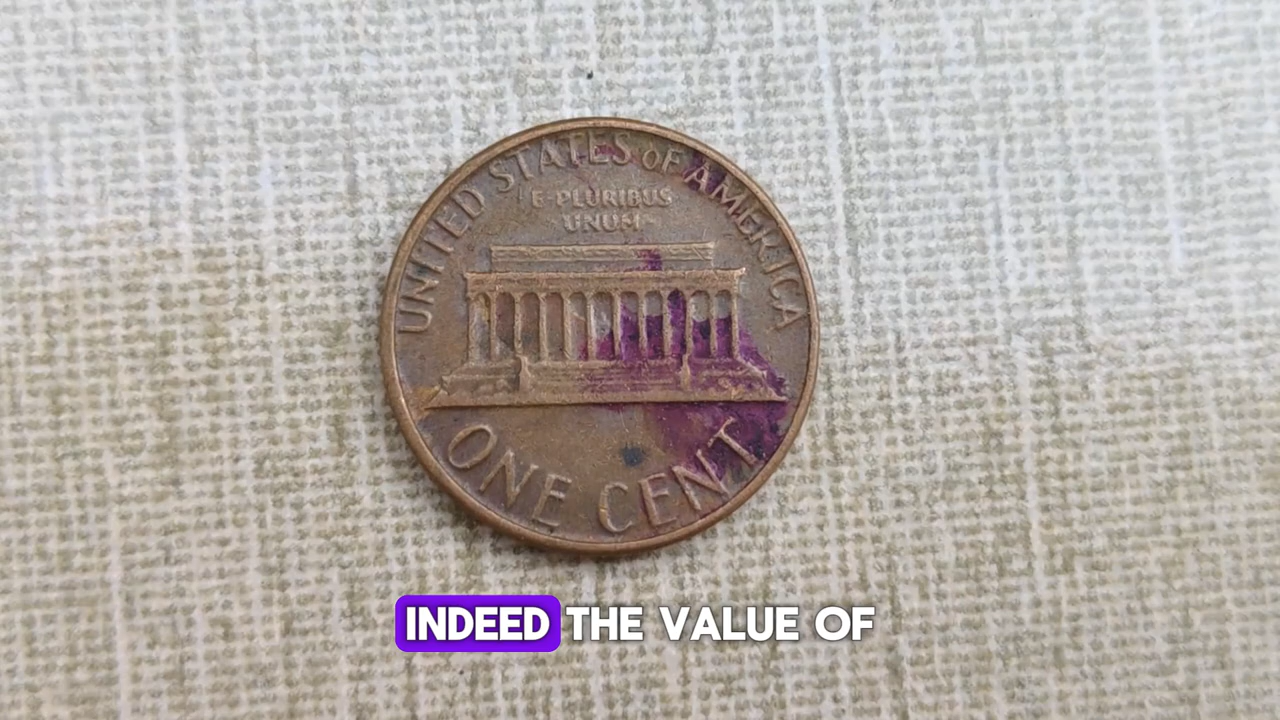 UNITED STATES OF AMERICA
E·PLURIBUS
·UNUM·
ONE CENT
INDEED THE VALUE OF